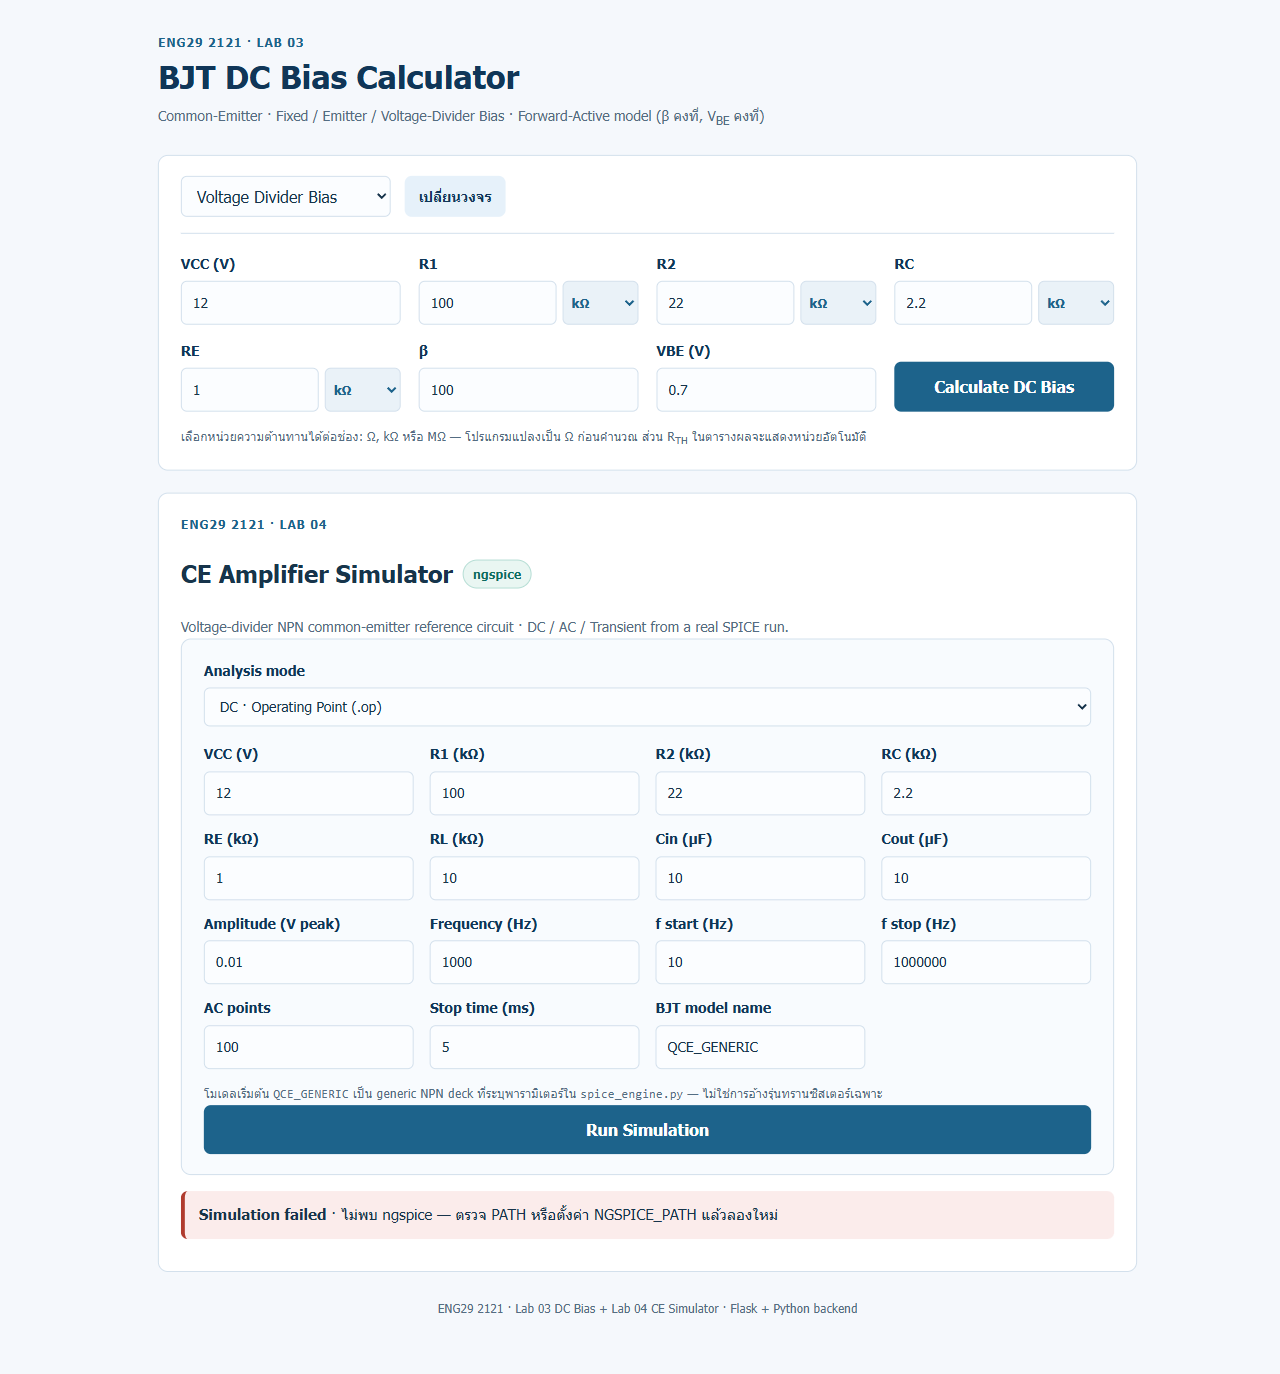 ENG29 2121 · LAB 03
BJT DC Bias Calculator
Common-Emitter · Fixed / Emitter / Voltage-Divider Bias · Forward-Active model (β คงที่, VBE คงที่)
Voltage Divider Bias เปลี่ยนวงจร
VCC (V) R1 R2 RC
12 100 kΩ 22 kΩ 2.2 kΩ
RE β VBE (V)
1 kΩ 100 0.7 Calculate DC Bias
เลือกหน่วยความต้านทานได้ต่อช่อง: Ω, kΩ หรือ MΩ — โปรแกรมแปลงเป็น Ω ก่อนคำนวณ ส่วน RTH ในตารางผลจะแสดงหน่วยอัตโนมัติ
ENG29 2121 · LAB 04
CE Amplifier Simulator ngspice
Voltage-divider NPN common-emitter reference circuit · DC / AC / Transient from a real SPICE run.
Analysis mode
DC · Operating Point (.op)
VCC (V) R1 (kΩ) R2 (kΩ) RC (kΩ)
12 100 22 2.2
RE (kΩ) RL (kΩ) Cin (µF) Cout (µF)
1 10 10 10
Amplitude (V peak) Frequency (Hz) f start (Hz) f stop (Hz)
0.01 1000 10 1000000
AC points Stop time (ms) BJT model name
100 5 QCE_GENERIC
โมเดลเริ่มต้น QCE_GENERIC เป็น generic NPN deck ที่ระบุพารามิเตอร์ใน spice_engine.py — ไม่ใช่การอ้างรุ่นทรานซิสเตอร์เฉพาะ
Run Simulation
Simulation failed · ไม่พบ ngspice — ตรวจ PATH หรือตั้งค่า NGSPICE_PATH แล้วลองใหม่
ENG29 2121 · Lab 03 DC Bias + Lab 04 CE Simulator · Flask + Python backend